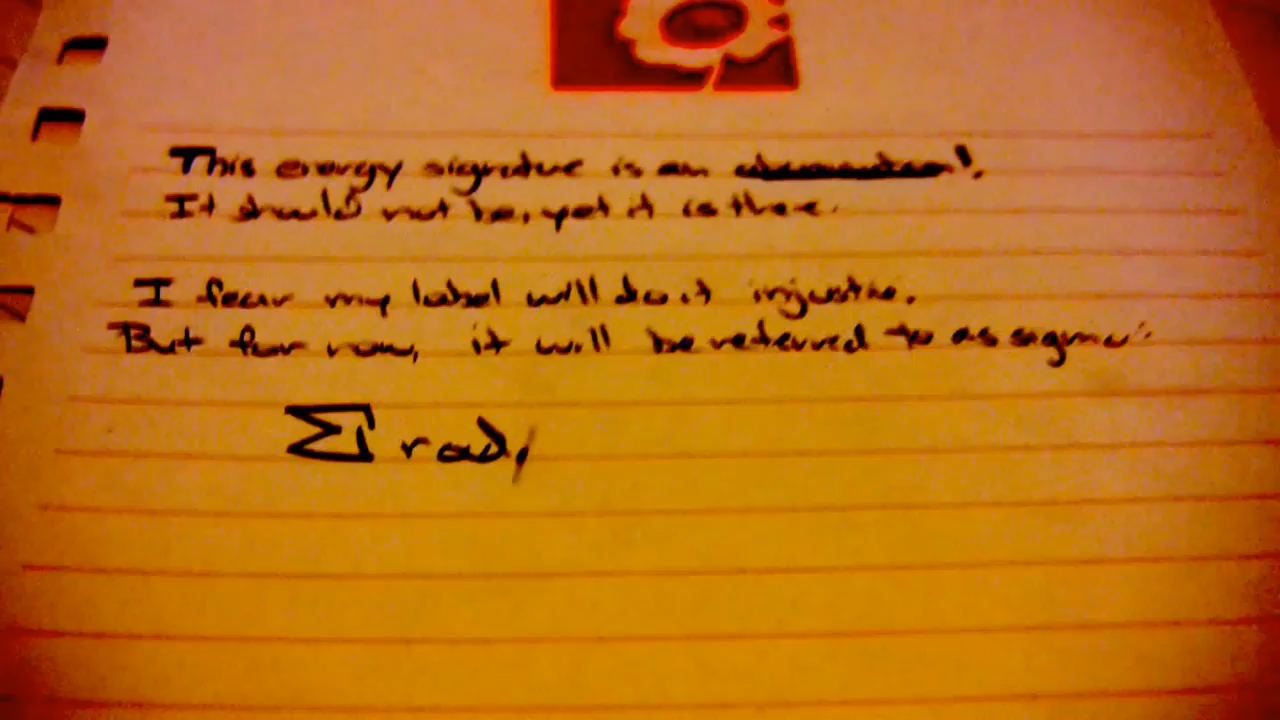 This energy signature is an
It should not be, yet it is there.
I fear my label will do it injustice.
But for now, it will be referred to as sigma
Σ rad,